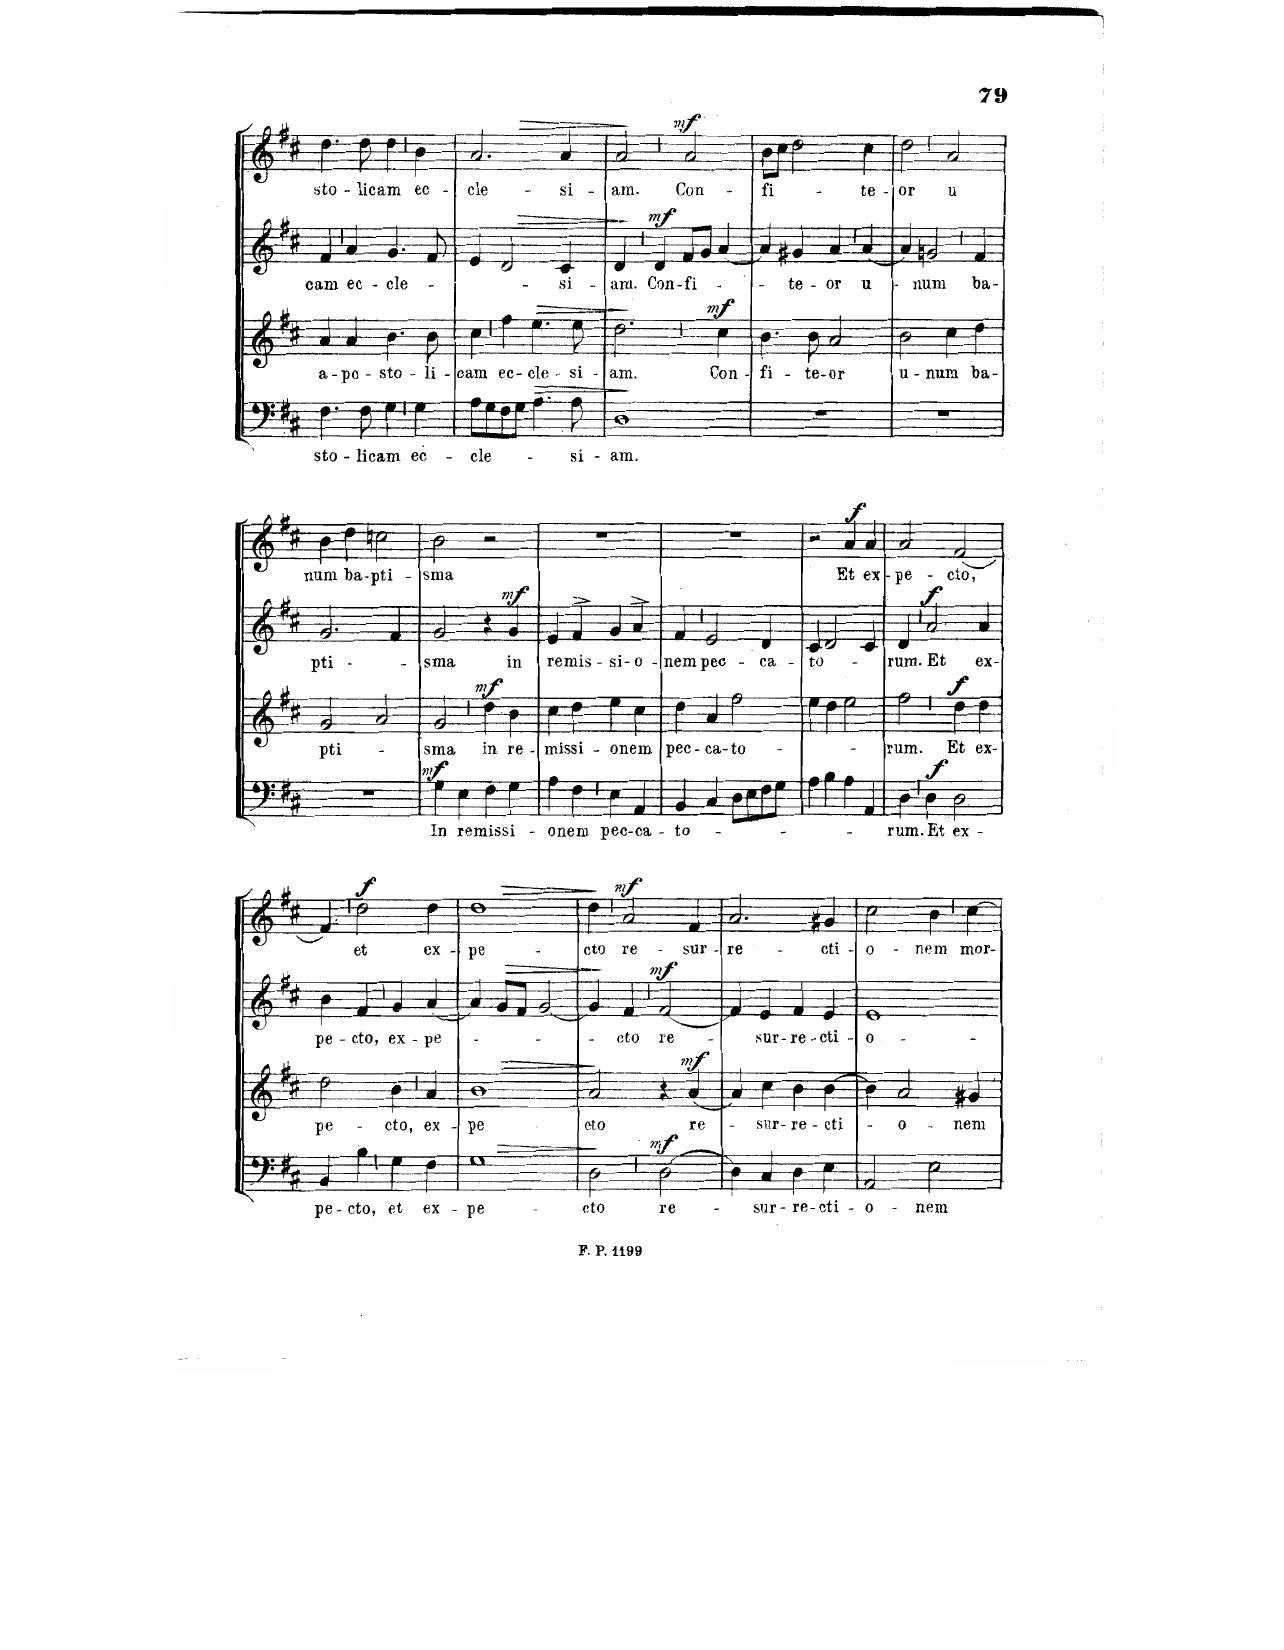 79
mf
sto - licam ec - cle - si - am. Con - fi - te - or u
mf
cam ec - cle - - si - am. Con - fi - - te - or u - num ba-
mf
a - po - sto - li - cam ec - cle - si - am. Con - fi - te - or u - num ba-
sto - licam ec - cle - si - am.
f
num ba - pti - sma Et ex - pe - cto,
mf f
pti - - sma in remis - si - o - nem pec - ca - to - rum. Et ex-
mf f
pti - sma in re - missi - onem pec - ca - to - - rum. Et ex-
mf f
In remissi - onem pec - ca - to - - rum. Et ex -
f mf
et ex - pe - cto re - sur - re - cti - o - nem mor-
mf
pe - cto, ex - pe - - - cto re - sur - re - cti - o - -
mf
pe - cto, ex - pe cto re - sur - re - cti - o - nem
mf
pe - cto, et ex - pe - cto re - sur - re - cti - o - nem
F. P. 1199